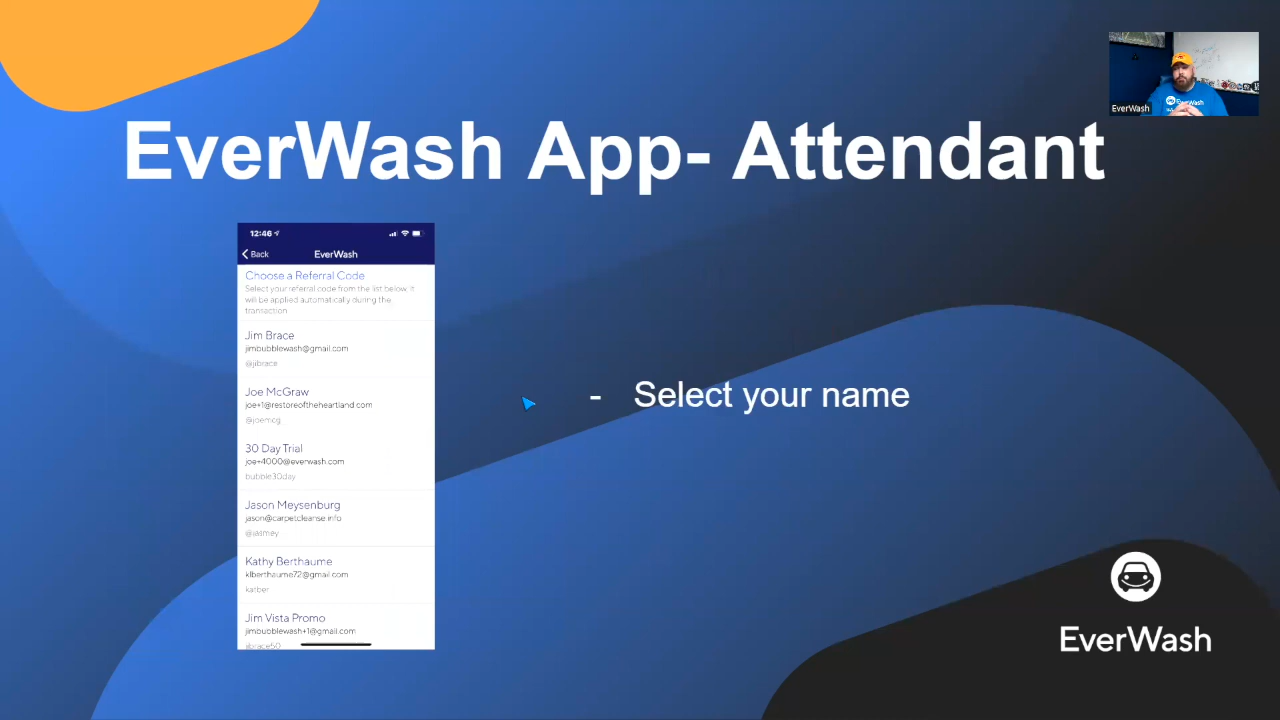 EverWash
EverWash App- Attendant
12:46
Back
EverWash
Choose a Referral Code
Select your referral code from the list below, it
will be applied automatically during the
transaction
Jim Brace
jimbubblewash@gmail.com
@jibrace
Joe McGraw
joe+1@restoreoftheheartland.com
@joemcg
30 Day Trial
joe+4000@everwash.com
bubble30day
Jason Meysenburg
jason@carpetcleanse.info
@jasmey
Kathy Berthaume
klberthaume72@gmail.com
katber
Jim Vista Promo
jimbubblewash+1@gmail.com
abrace50
- Select your name
EverWash
EverWash